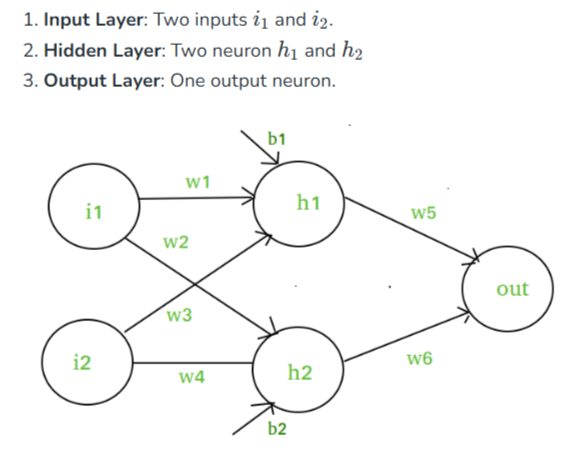 1. Input Layer: Two inputs i₁ and i₂.
2. Hidden Layer: Two neuron h₁ and h₂
3. Output Layer: One output neuron.
b1
w1
h1
w5
i1
w2
out
w3
i2
w4
h2
w6
b2